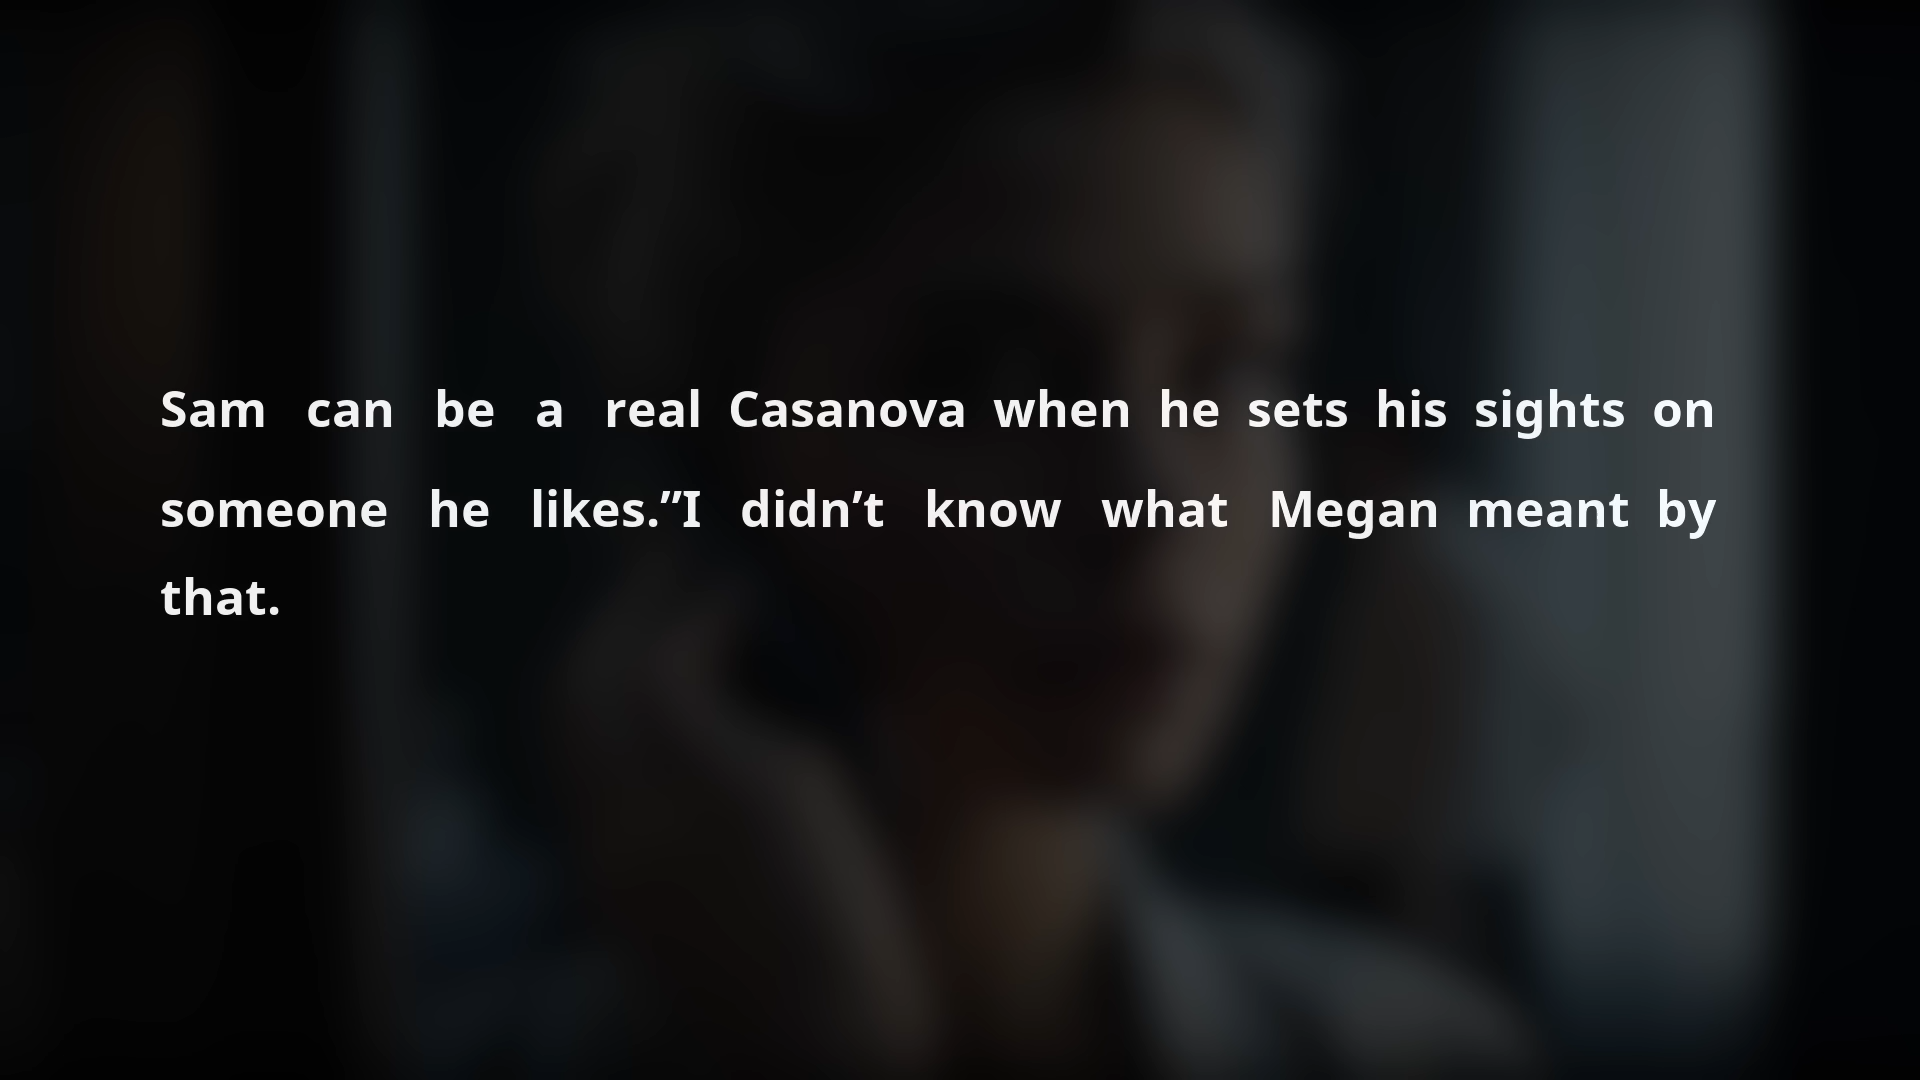 Sam can be a real Casanova when he sets his sights on
someone he likes.”I didn’t know what Megan meant by
that.